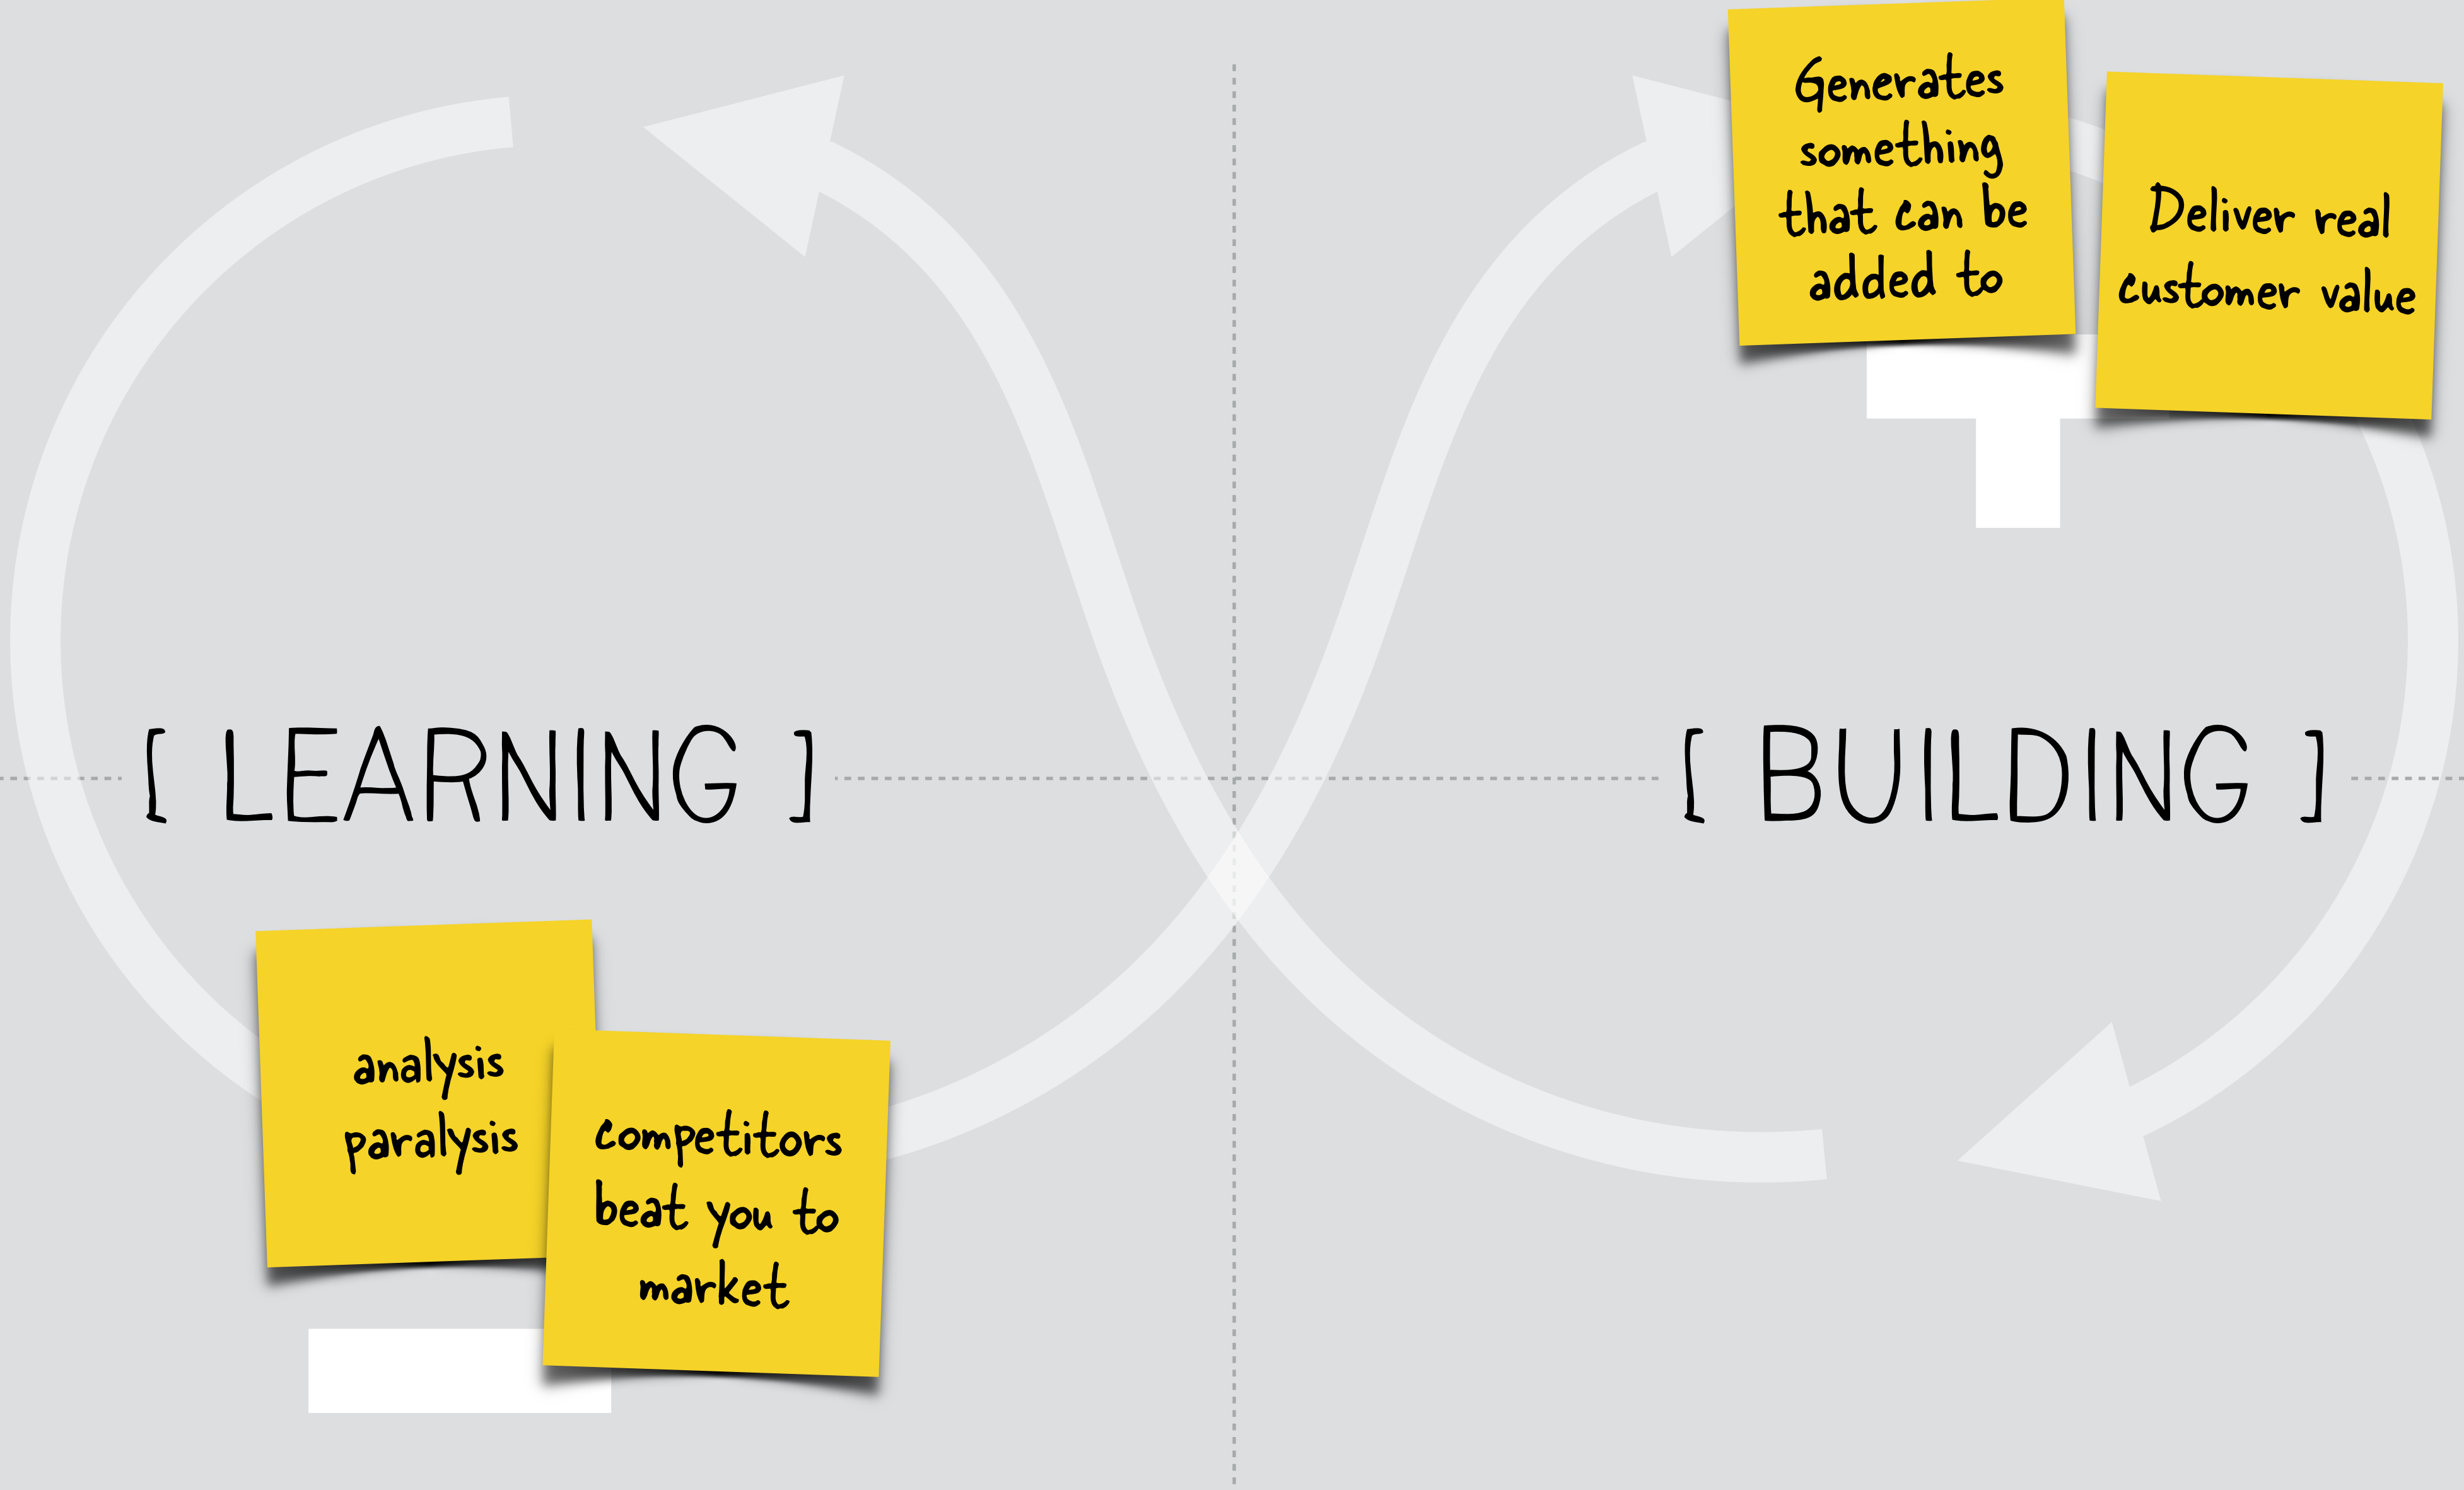 Generates
something
that can be
added to
Deliver real
customer value
[ LEARNING ]
[ BUILDING ]
analysis
paralysis
competitors
beat you to
market